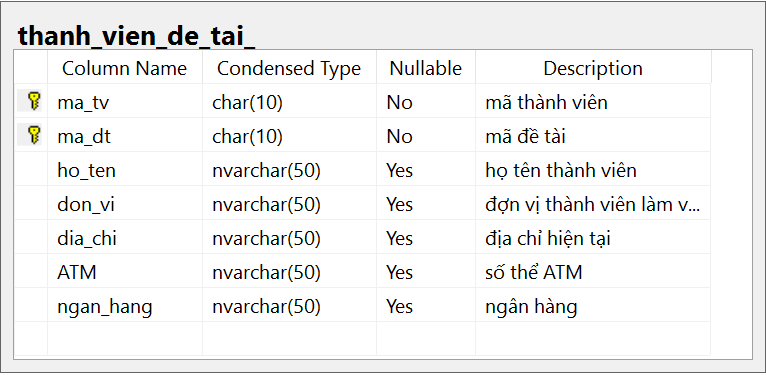 thanh_vien_de_tai_
Column Name Condensed Type Nullable Description
ma_tv char(10) No mã thành viên
ma_dt char(10) No mã đề tài
ho_ten nvarchar(50) Yes họ tên thành viên
don_vi nvarchar(50) Yes đợn vị thành viên làm v...
dia_chi nvarchar(50) Yes địa chỉ hiện tại
ATM nvarchar(50) Yes số thể ATM
ngan_hang nvarchar(50) Yes ngân hàng